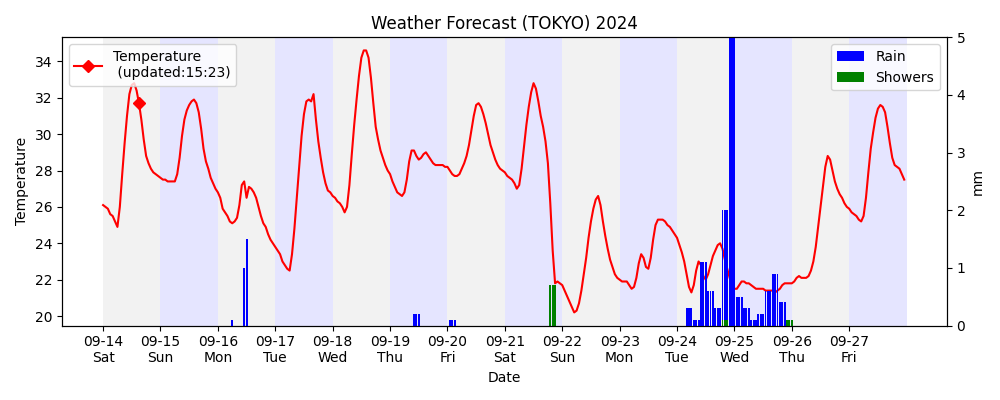 Weather Forecast (TOKYO) 2024
Temperature
(updated:15:23)
Rain
Showers
Temperature
34
32
30
28
26
24
22
20
5
4
3
2
1
0
mm
09-14 09-15 09-16 09-17 09-18 09-19 09-20 09-21 09-22 09-23 09-24 09-25 09-26 09-27
Sat Sun Mon Tue Wed Thu Fri Sat Sun Mon Tue Wed Thu Fri
Date